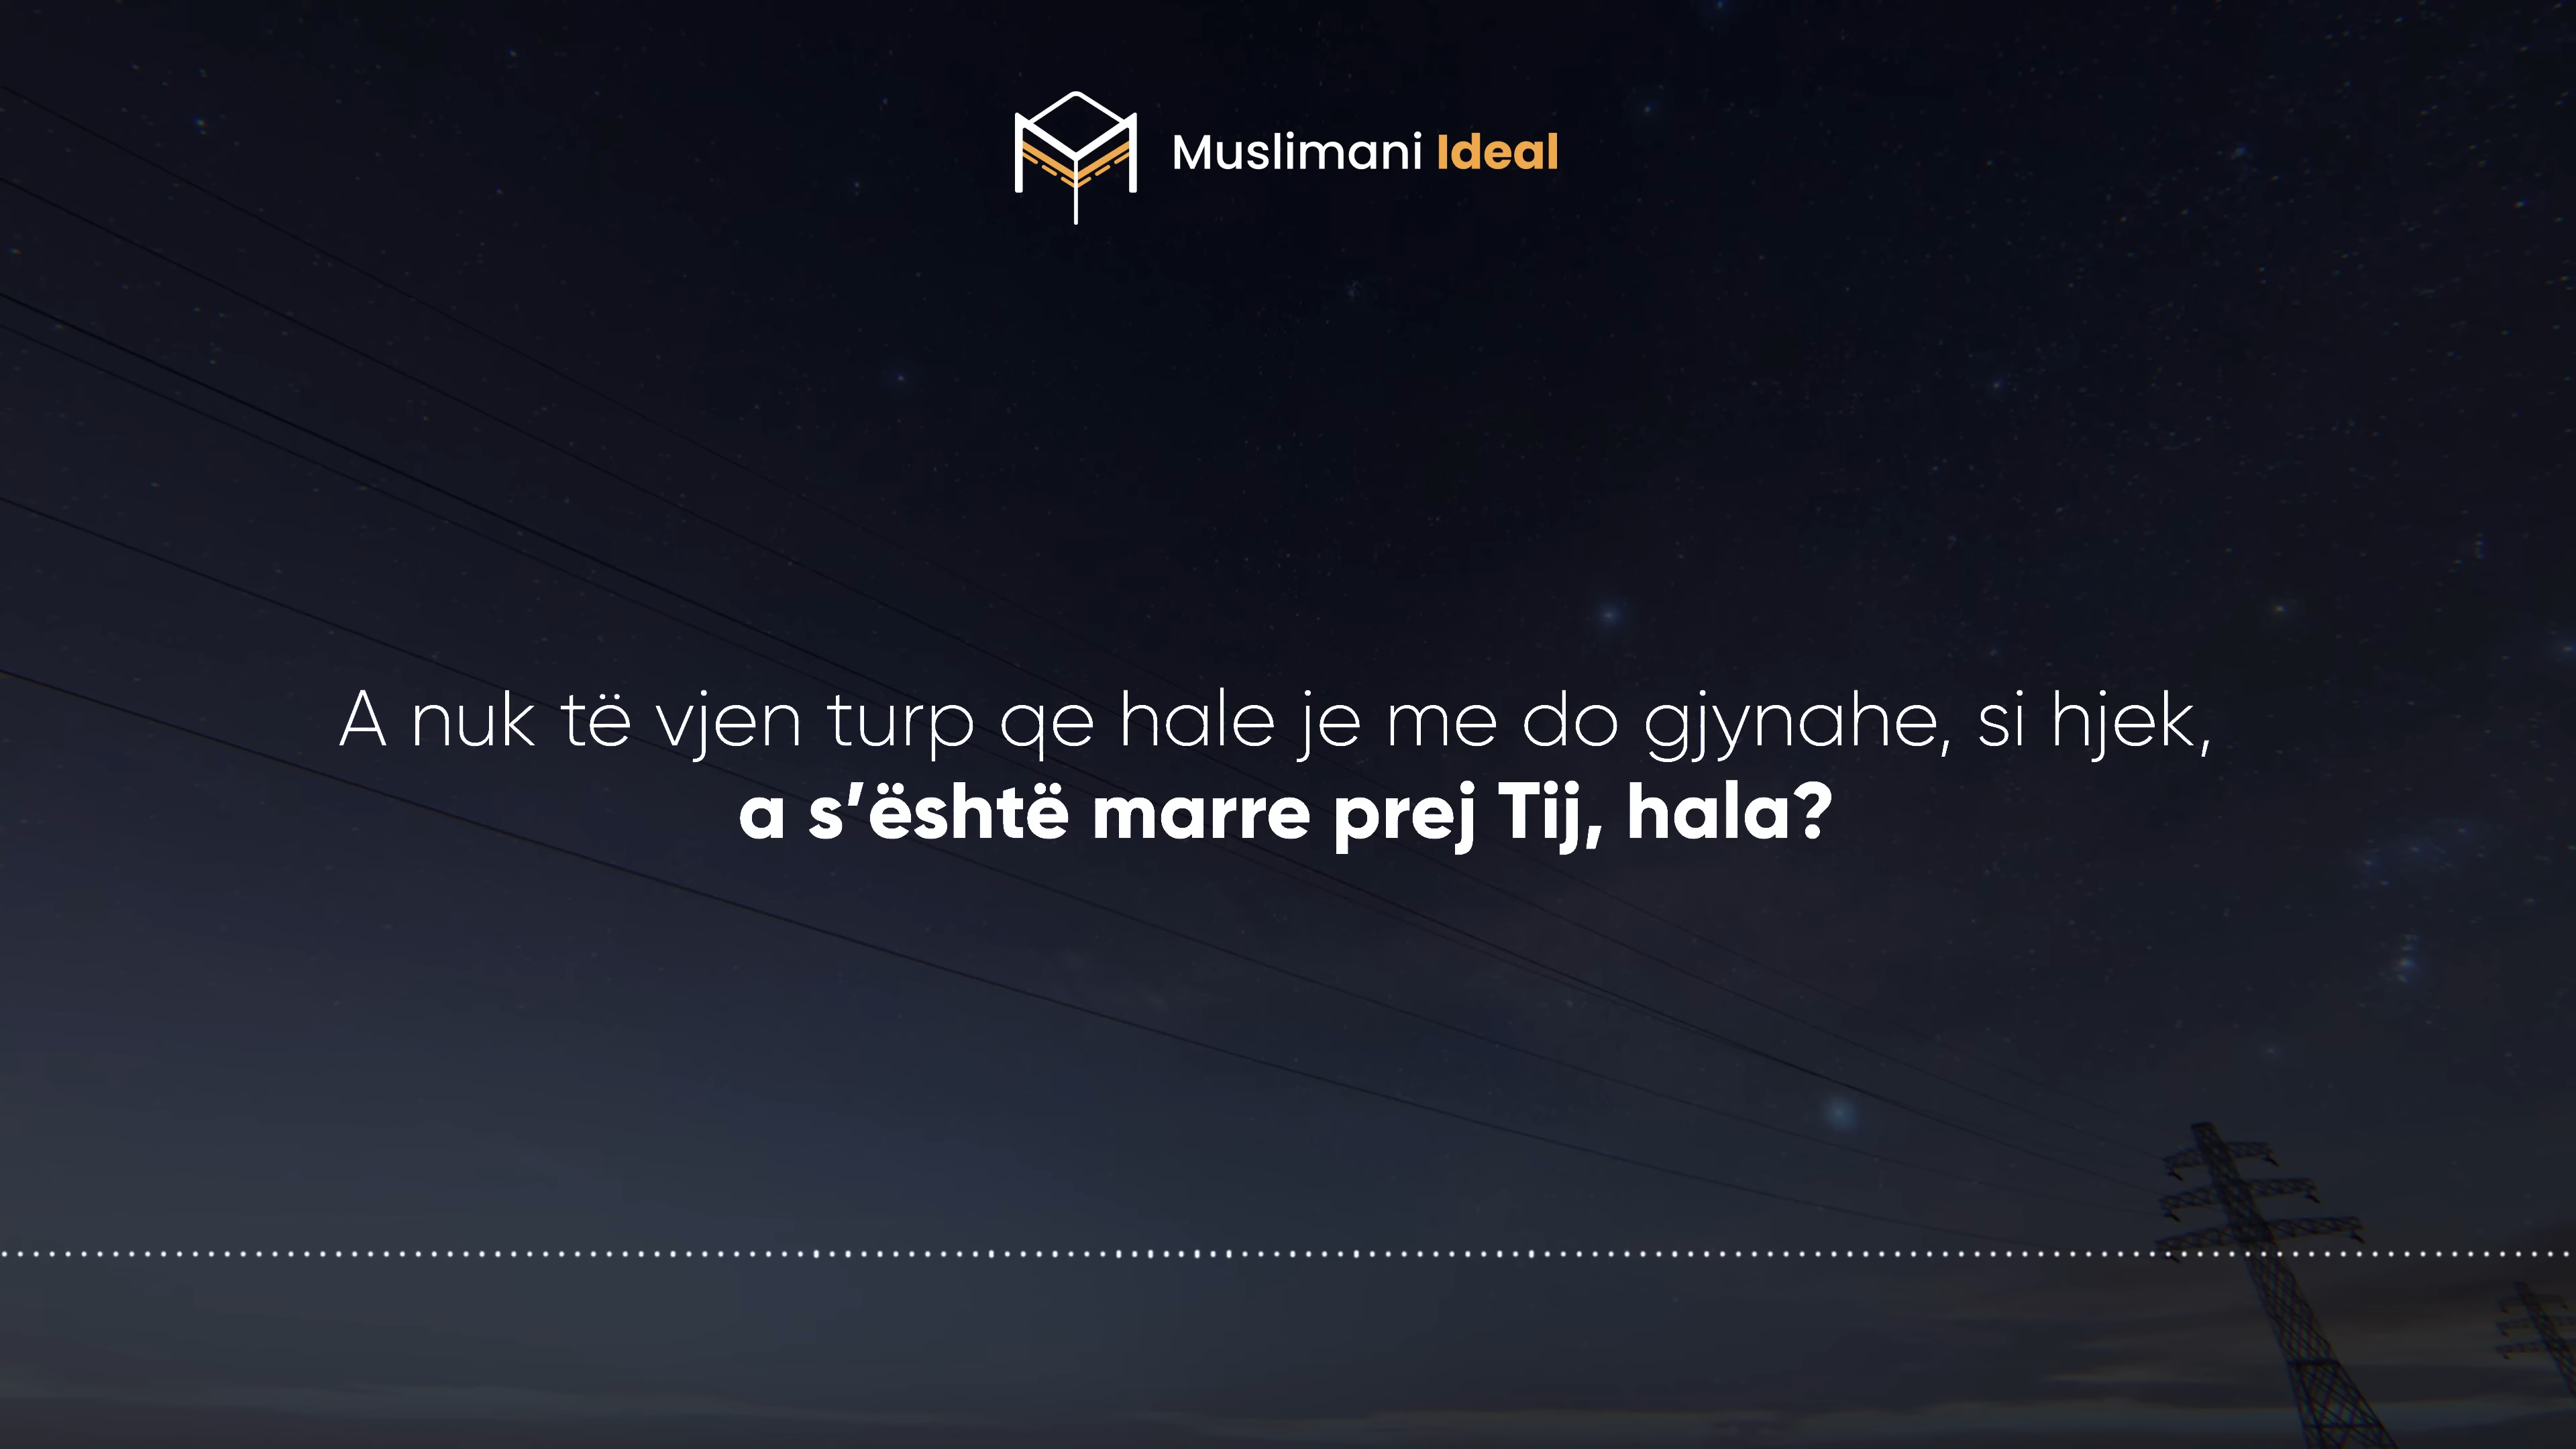 Muslimani Ideal
A nuk të vjen turp qe hale je me do gjynahe, si hjek,
a s’është marre prej Tij, hala?